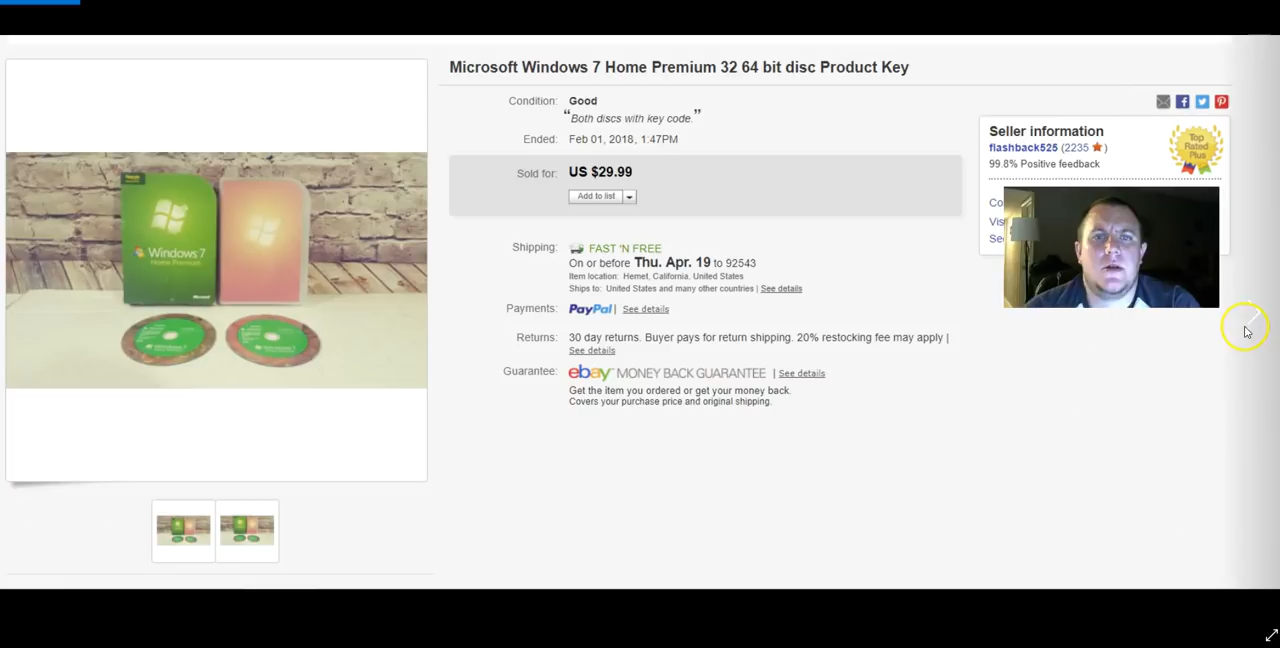 Microsoft Windows 7 Home Premium 32 64 bit disc Product Key
Condition: Good
“Both discs with key code.”
Ended: Feb 01, 2018, 1:47PM
Sold for: US $29.99
Add to list
Shipping: FAST 'N FREE
On or before Thu. Apr. 19 to 92543
Item location: Hemet, California, United States
Ships to: United States and many other countries | See details
Payments: PayPal | See details
Returns: 30 day returns. Buyer pays for return shipping. 20% restocking fee may apply |
See details
Guarantee: ebay MONEY BACK GUARANTEE | See details
Get the item you ordered or get your money back.
Covers your purchase price and original shipping.
Seller information
flashback525 (2235 )
99.8% Positive feedback
Top
Rated
Plus
Co
Vis
Se
Windows 7
Home Premium
Microsoft